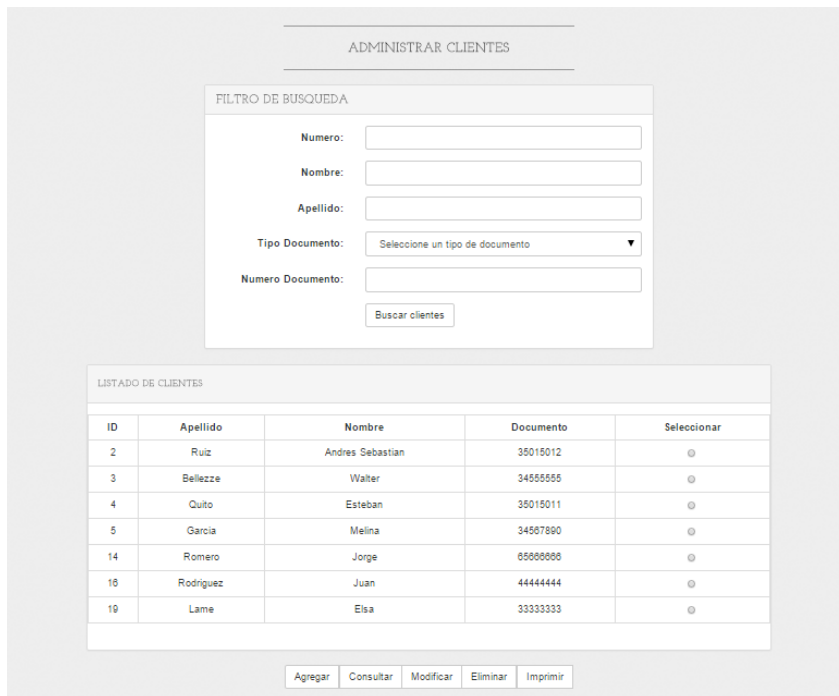 ADMINISTRAR CLIENTES
FILTRO DE BUSQUEDA
Numero:
Nombre:
Apellido:
Tipo Documento: Seleccione un tipo de documento
Numero Documento:
Buscar clientes
LISTADO DE CLIENTES
ID Apellido Nombre Documento Seleccionar
2 Ruiz Andres Sebastian 35015012
3 Bellezze Walter 34555555
4 Quito Esteban 35015011
5 Garcia Melina 34567890
14 Romero Jorge 65666666
16 Rodriguez Juan 44444444
19 Lame Elsa 33333333
Agregar Consultar Modificar Eliminar Imprimir